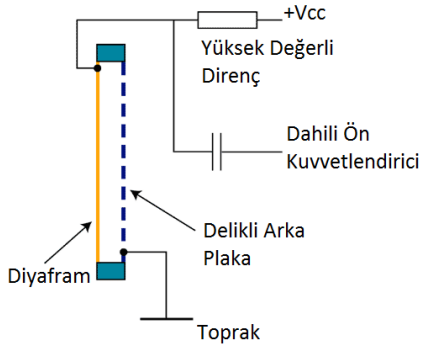 +Vcc
Yüksek Değerli
Direnç
Dahili Ön
Kuvvetlendirici
Delikli Arka
Plaka
Diyafram
Toprak